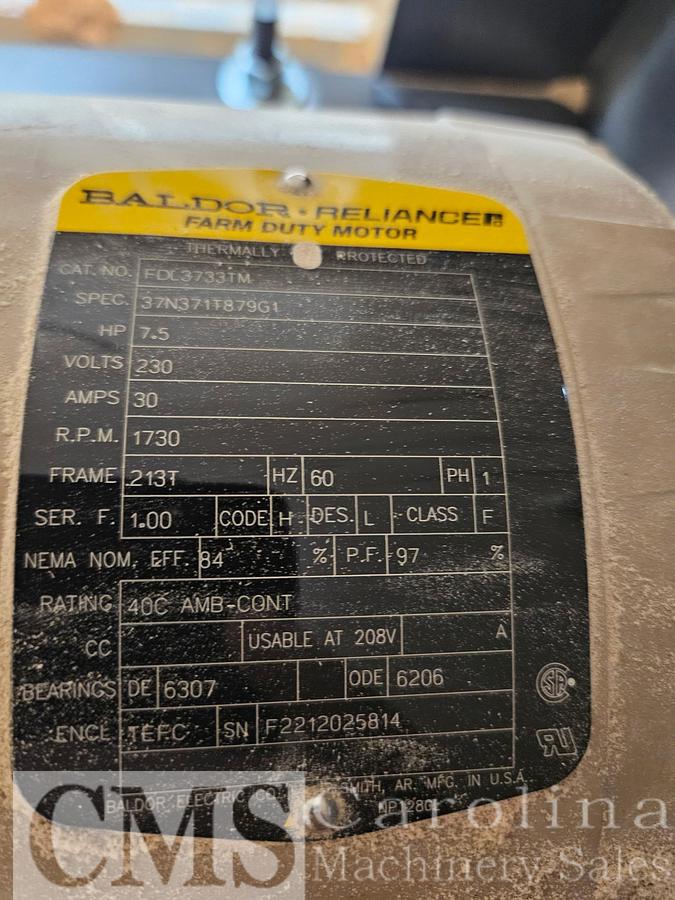 BALDOR · RELIANCER
FARM DUTY MOTOR
THERMALLY PROTECTED
CAT. NO. FDL3733TM
SPEC. 37N371T879G1
HP 7.5
VOLTS 230
AMPS 30
R.P.M. 1730
FRAME 213T HZ 60 PH 1
SER. F. 1.00 CODE H DES. L CLASS F
NEMA NOM. EFF. 84 % P.F. 97 %
RATING 40C AMB-CONT
CC USABLE AT 208V A
BEARINGS DE 6307 ODE 6206
ENCL TEFC SN F2212025814
BALDOR ELECTRIC CO. SMITH, AR. MFG. IN U.S.A.
CMS Carolina
Machinery Sales